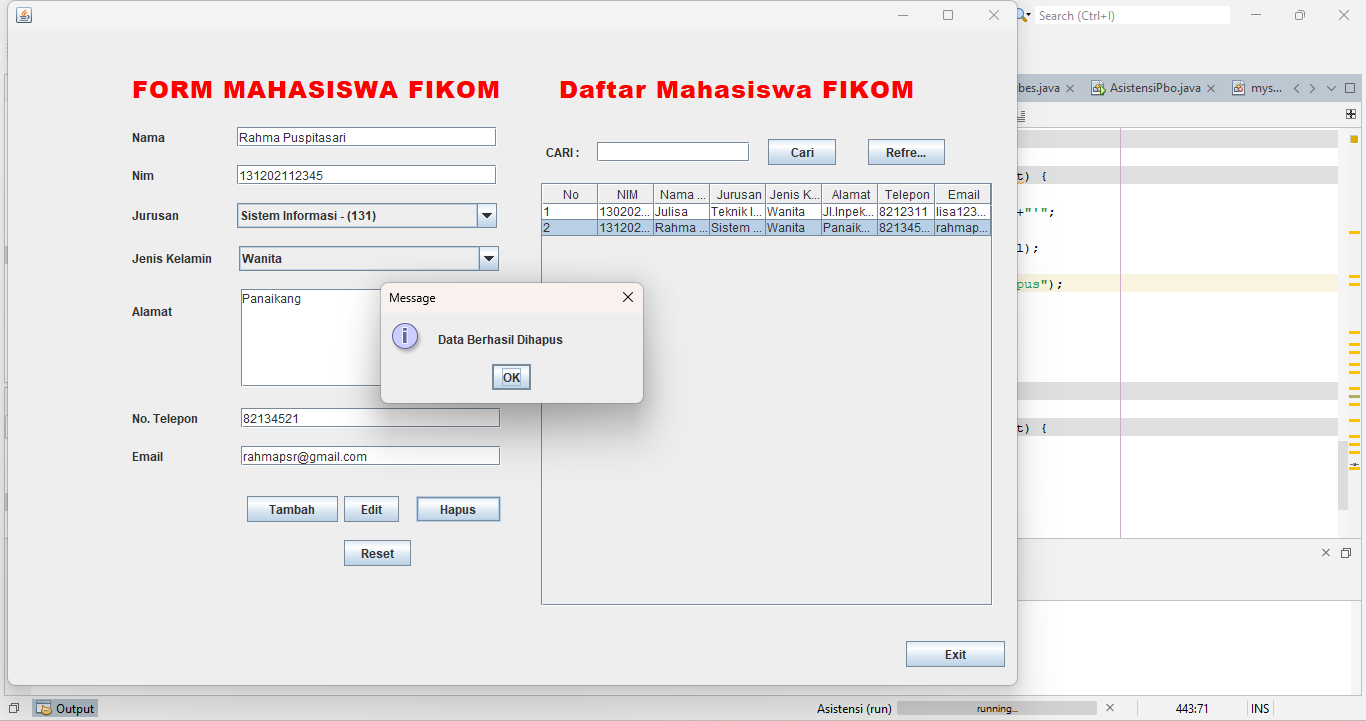 Search (Ctrl+I)
FORM MAHASISWA FIKOM
Nama Rahma Puspitasari
Nim 131202112345
Jurusan Sistem Informasi - (131)
Jenis Kelamin Wanita
Alamat Panaikang
No. Telepon 82134521
Email rahmapsr@gmail.com
Tambah Edit Hapus
Reset
Daftar Mahasiswa FIKOM
CARI : Cari Refre...
No NIM Nama ... Jurusan Jenis K... Alamat Telepon Email
1 130202... Julisa Teknik I... Wanita Jl.Inpek... 8212311 lisa123...
2 131202... Rahma ... Sistem ... Wanita Panaik... 821345... rahmap...
Message
Data Berhasil Dihapus
OK
Exit
bes.java AsistensiPbo.java mys...
t) {
+"'";
l);
pus");
t) {
Output Asistensi (run) running... 443:71 INS